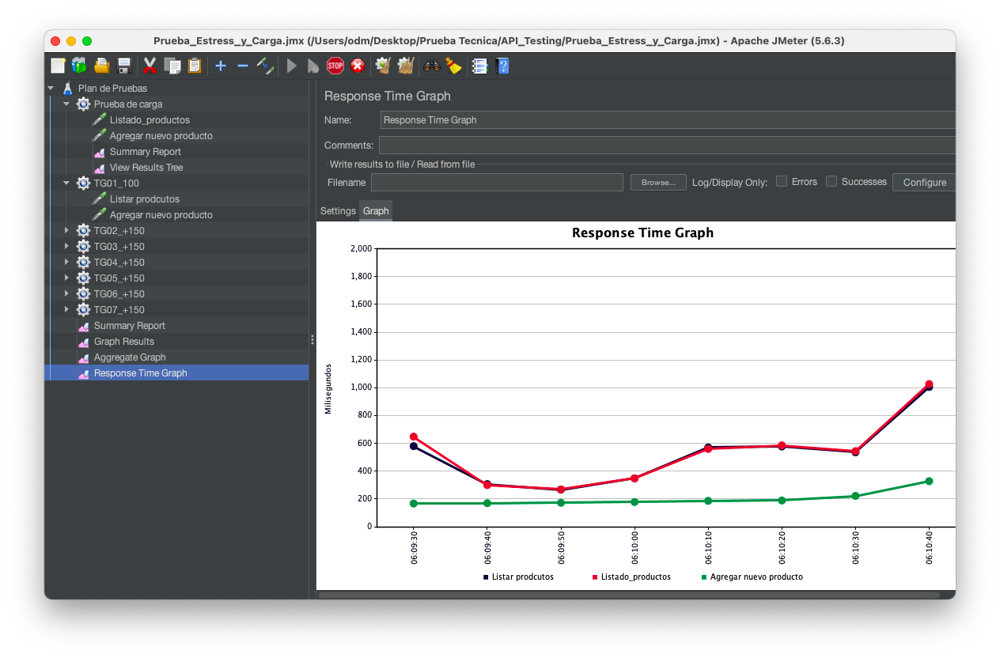 Prueba_Estress_y_Carga.jmx (/Users/odm/Desktop/Prueba Tecnica/API_Testing/Prueba_Estress_y_Carga.jmx) - Apache JMeter (5.6.3)
STOP
?
Plan de Pruebas
Prueba de carga
Listado_productos
Agregar nuevo producto
Summary Report
View Results Tree
TG01_100
Listar prodcutos
Agregar nuevo producto
TG02_+150
TG03_+150
TG04_+150
TG05_+150
TG06_+150
TG07_+150
Summary Report
Graph Results
Aggregate Graph
Response Time Graph
Response Time Graph
Name: Response Time Graph
Comments:
Write results to file / Read from file
Filename Browse... Log/Display Only: Errors Successes Configure
Settings Graph
Response Time Graph
2,000
1,800
1,600
1,400
1,200
1,000
800
600
400
200
0
Milisegundos
06:09:30 06:09:40 06:09:50 06:10:00 06:10:10 06:10:20 06:10:30 06:10:40
Listar prodcutos Listado_productos Agregar nuevo producto